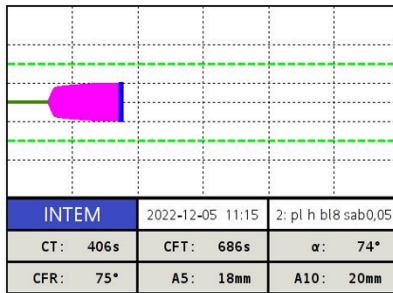 INTEM 2022-12-05 11:15 2: pl h bl8 sab0,05
CT: 406s CFT: 686s α: 74°
CFR: 75° A5: 18mm A10: 20mm